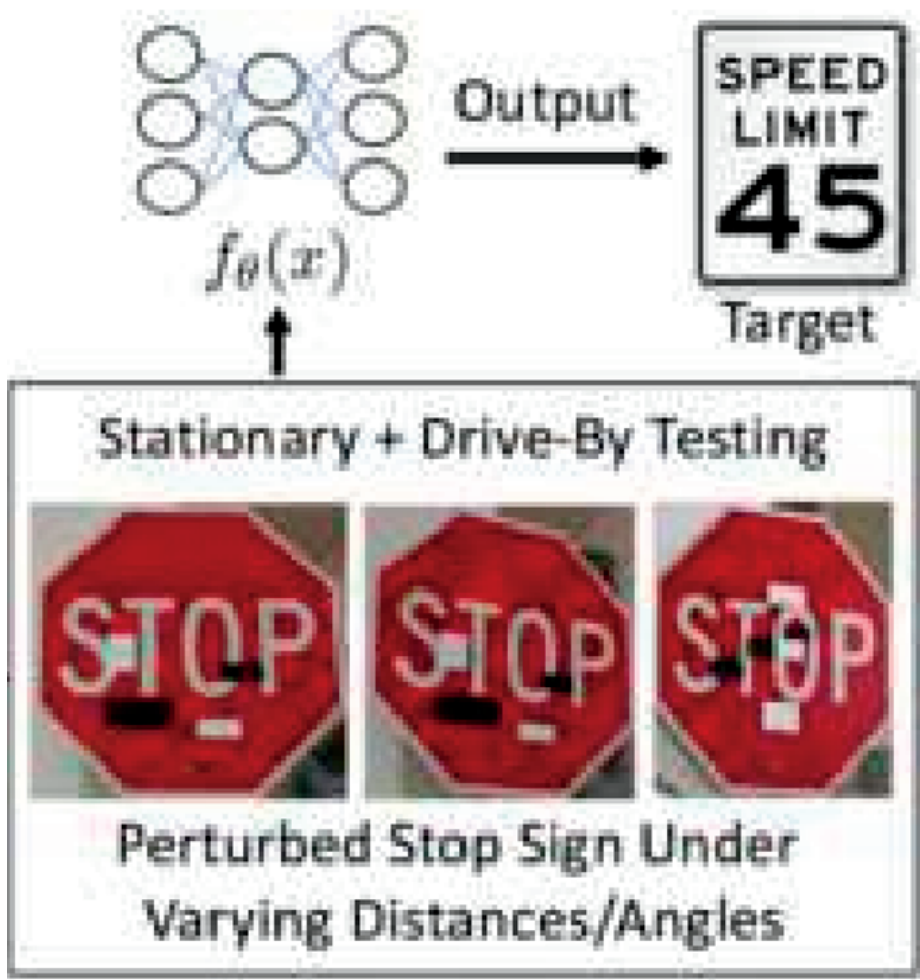 Output
SPEED
LIMIT
45
f_θ(x)
Target
Stationary + Drive-By Testing
STOP
STOP
STOP
Perturbed Stop Sign Under
Varying Distances/Angles